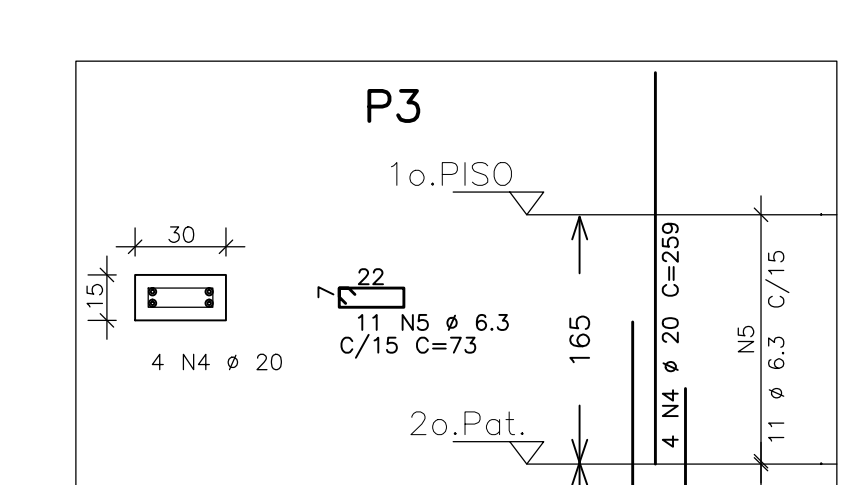 P3
1o.PISO
30
15
4 N4 ø 20
22
7
11 N5 ø 6.3
C/15 C=73
165
2o.Pat.
4 N4 ø 20 C=259
N5
11 ø 6.3 C/15